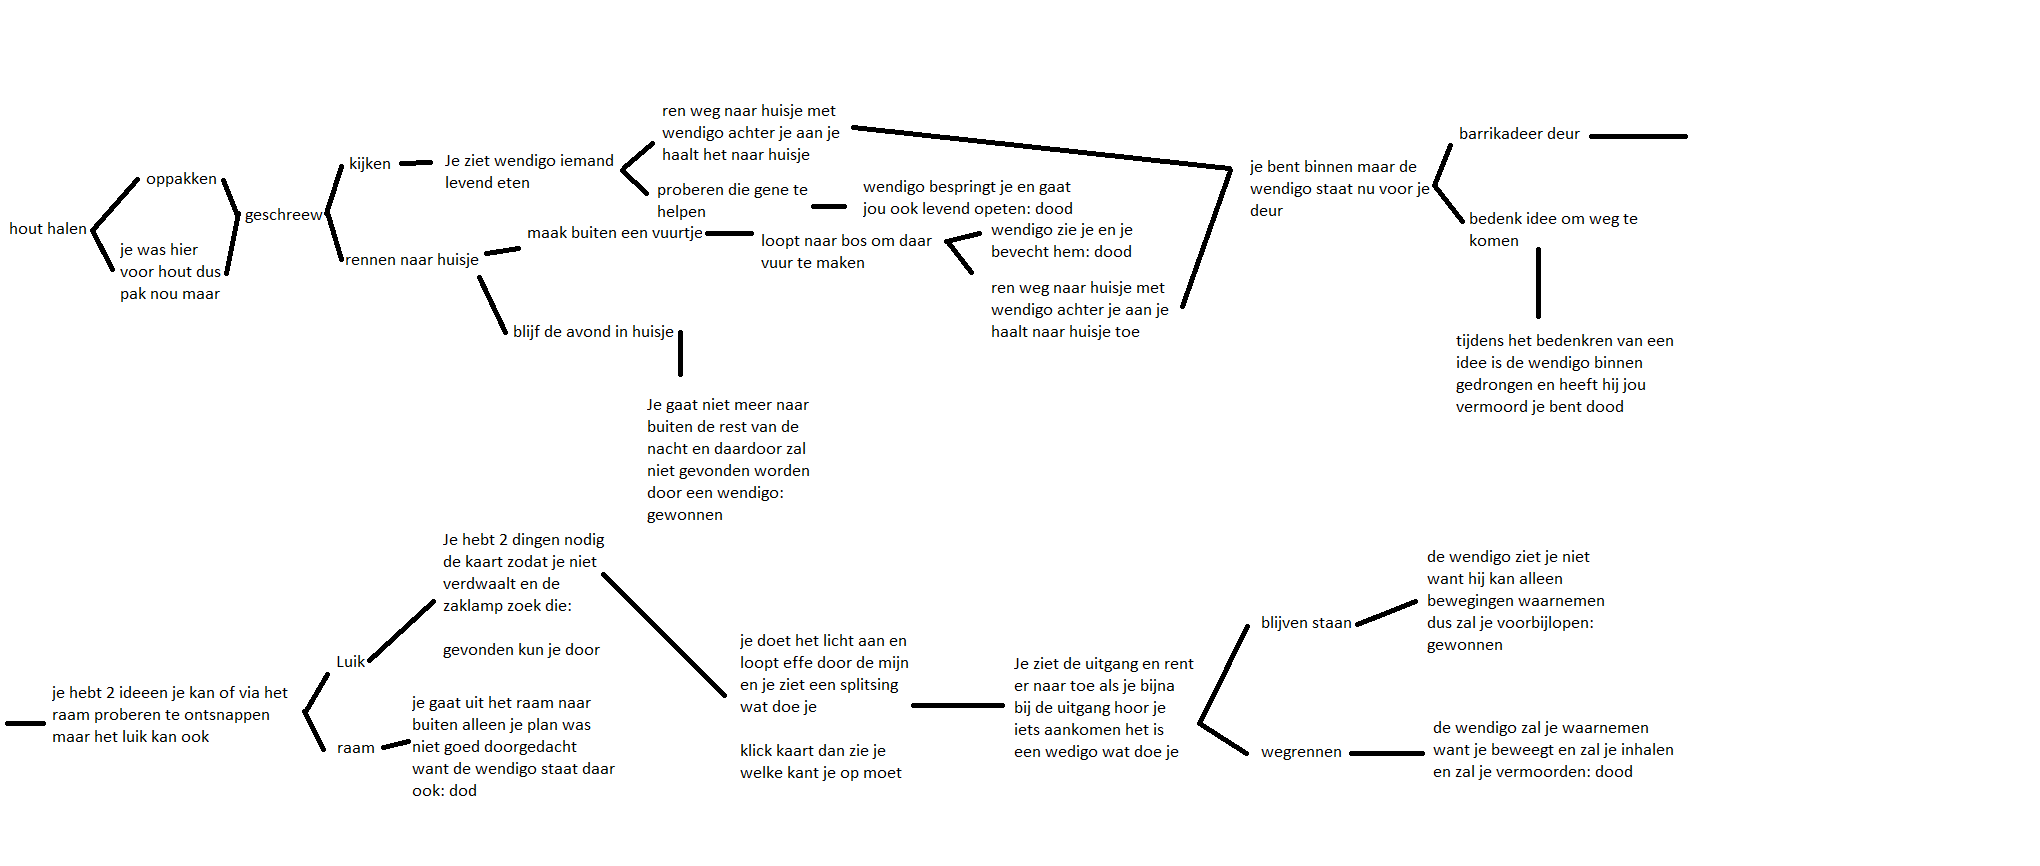 hout halen
oppakken
je was hier
voor hout dus
pak nou maar
geschreew
kijken
Je ziet wendigo iemand
levend eten
ren weg naar huisje met
wendigo achter je aan je
haalt het naar huisje
proberen die gene te
helpen
wendigo bespringt je en gaat
jou ook levend opeten: dood
rennen naar huisje
maak buiten een vuurtje
loopt naar bos om daar
vuur te maken
wendigo zie je en je
bevecht hem: dood
ren weg naar huisje met
wendigo achter je aan je
haalt naar huisje toe
blijf de avond in huisje
Je gaat niet meer naar
buiten de rest van de
nacht en daardoor zal
niet gevonden worden
door een wendigo:
gewonnen
je bent binnen maar de
wendigo staat nu voor je
deur
barrikadeer deur
bedenk idee om weg te
komen
tijdens het bedenkren van een
idee is de wendigo binnen
gedrongen en heeft hij jou
vermoord je bent dood
je hebt 2 ideeen je kan of via het
raam proberen te ontsnappen
maar het luik kan ook
Luik
Je hebt 2 dingen nodig
de kaart zodat je niet
verdwaalt en de
zaklamp zoek die:
gevonden kun je door
raam
je gaat uit het raam naar
buiten alleen je plan was
niet goed doorgedacht
want de wendigo staat daar
ook: dod
je doet het licht aan en
loopt effe door de mijn
en je ziet een splitsing
wat doe je
klick kaart dan zie je
welke kant je op moet
Je ziet de uitgang en rent
er naar toe als je bijna
bij de uitgang hoor je
iets aankomen het is
een wedigo wat doe je
blijven staan
de wendigo ziet je niet
want hij kan alleen
bewegingen waarnemen
dus zal je voorbijlopen:
gewonnen
wegrennen
de wendigo zal je waarnemen
want je beweegt en zal je inhalen
en zal je vermoorden: dood